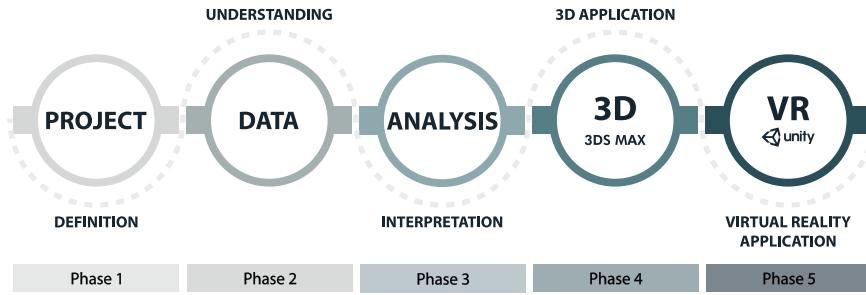 UNDERSTANDING
3D APPLICATION
PROJECT
DATA
ANALYSIS
3D
3DS MAX
VR
unity
DEFINITION
INTERPRETATION
VIRTUAL REALITY
APPLICATION
Phase 1
Phase 2
Phase 3
Phase 4
Phase 5